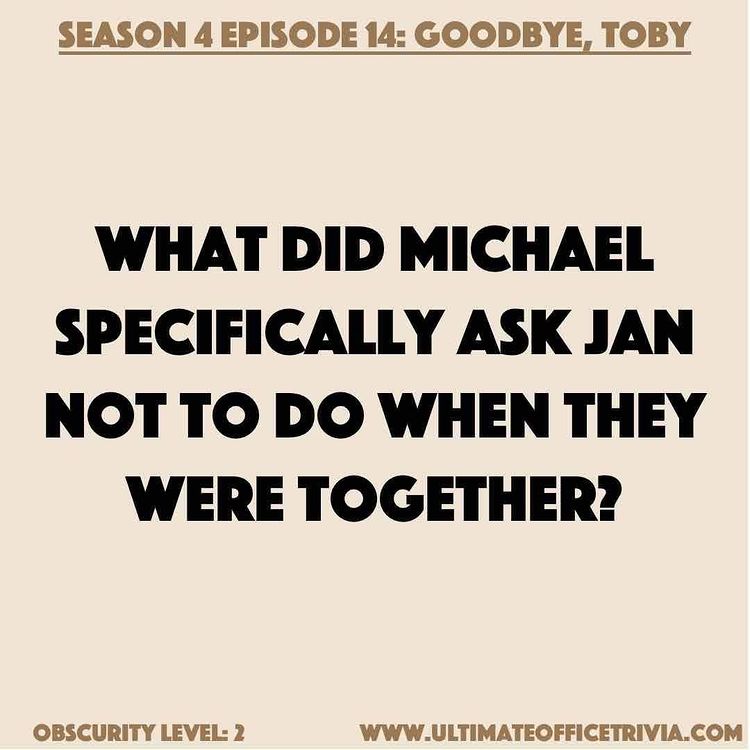 SEASON 4 EPISODE 14: GOODBYE, TOBY
WHAT DID MICHAEL
SPECIFICALLY ASK JAN
NOT TO DO WHEN THEY
WERE TOGETHER?
OBSCURITY LEVEL: 2 WWW.ULTIMATEOFFICETRIVIA.COM